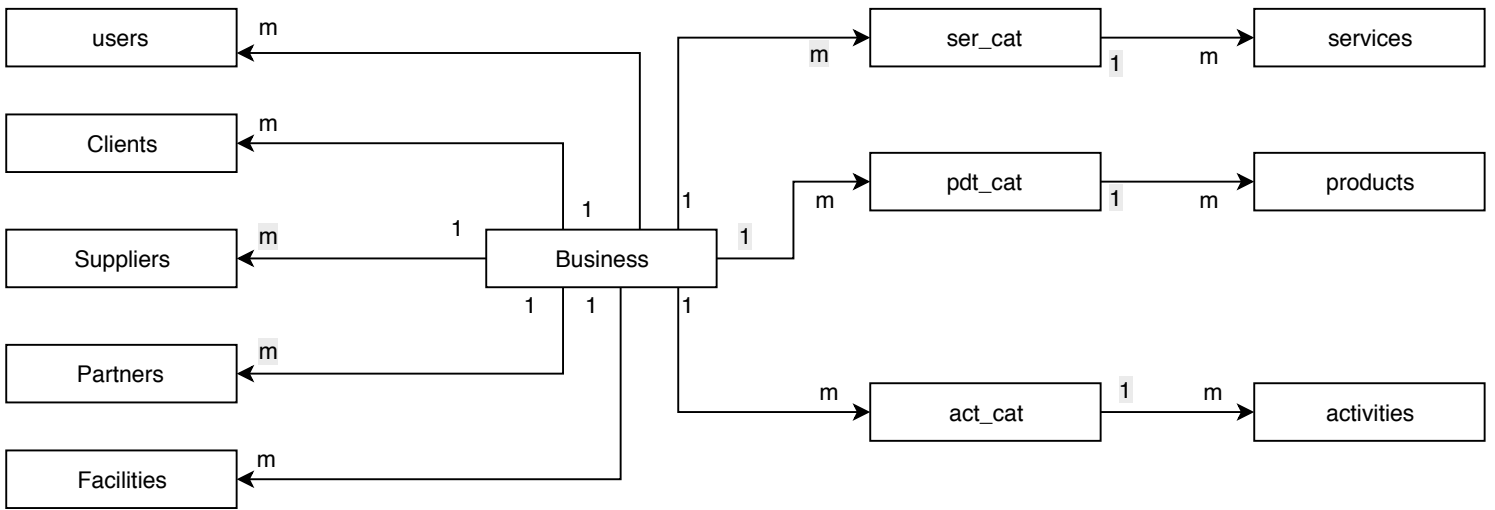 users
m
m
ser_cat
1
m
services
Clients
m
pdt_cat
1
m
products
m
1
1
1
1
Suppliers
m
Business
1
1
1
Partners
m
m
act_cat
1
m
activities
Facilities
m